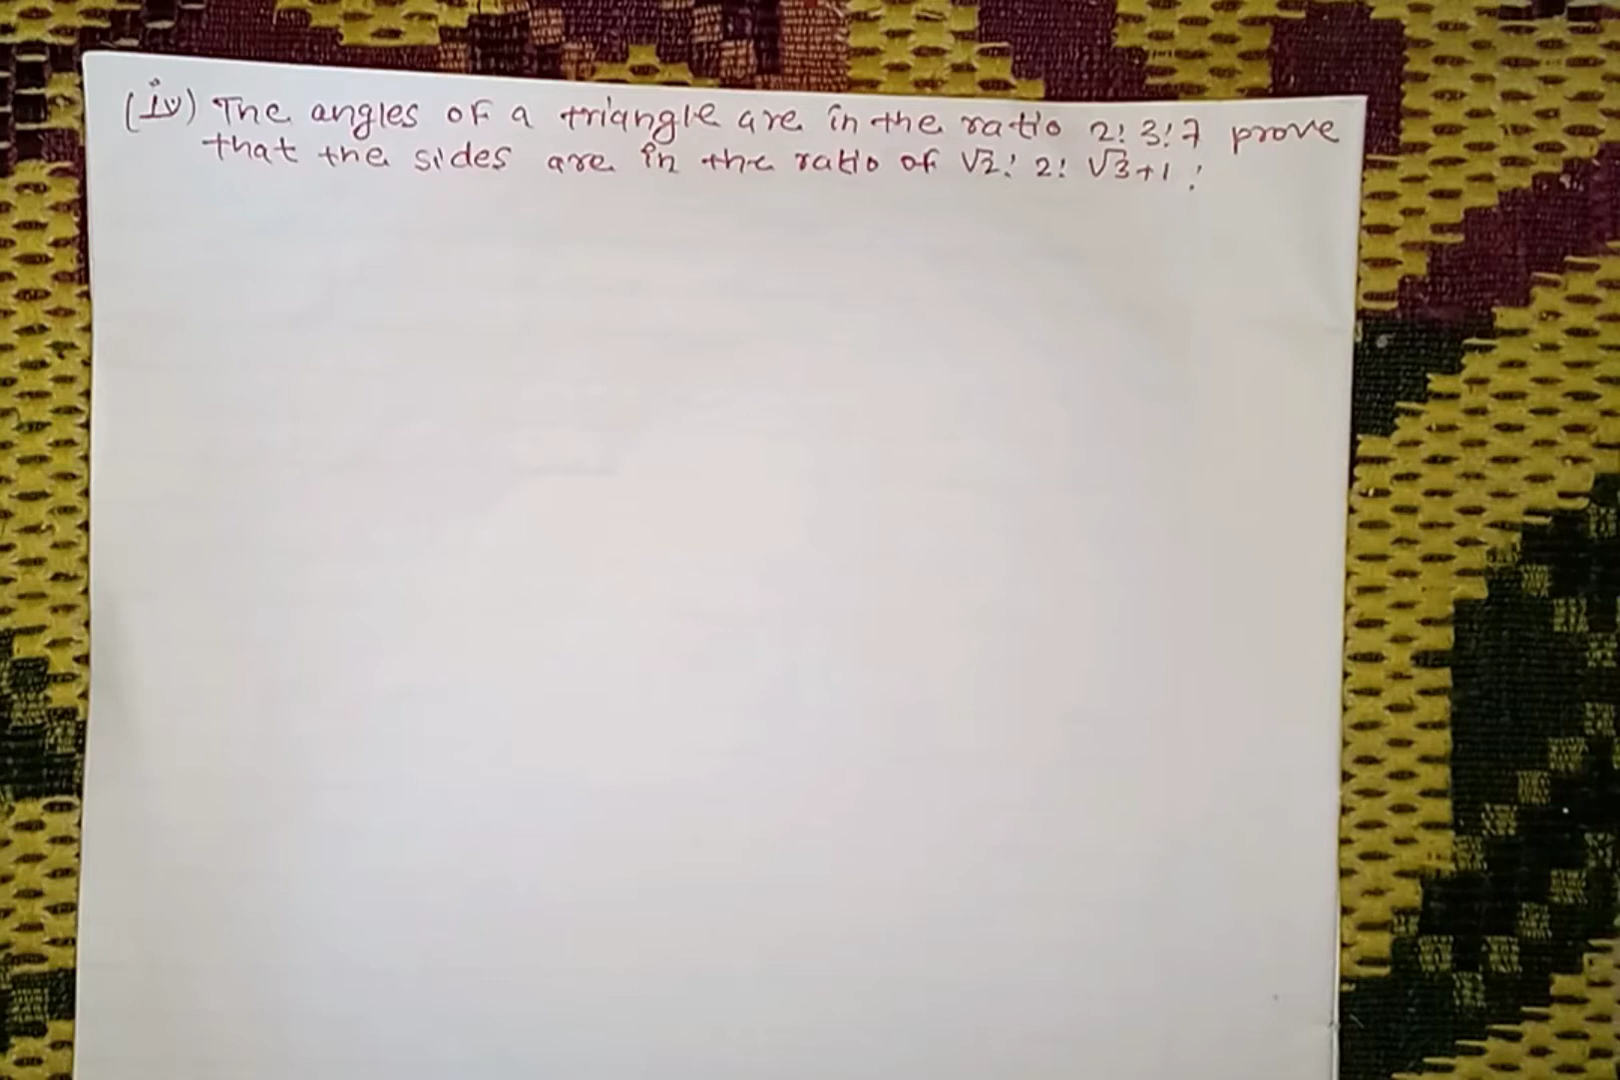 (iv) The angles of a triangle are in the ratio 2: 3: 7 prove
that the sides are in the ratio of √2: 2: √3+1 :